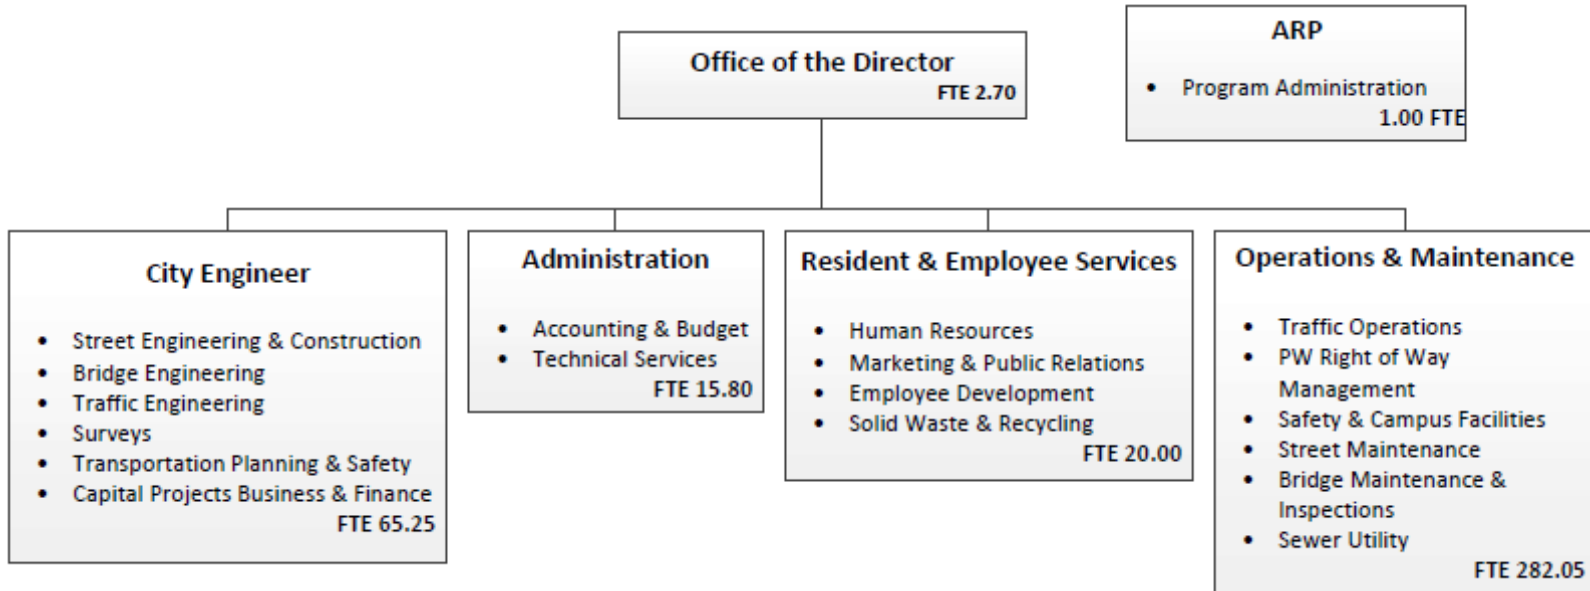 Office of the Director
FTE 2.70
ARP
• Program Administration
1.00 FTE
City Engineer
• Street Engineering & Construction
• Bridge Engineering
• Traffic Engineering
• Surveys
• Transportation Planning & Safety
• Capital Projects Business & Finance
FTE 65.25
Administration
• Accounting & Budget
• Technical Services
FTE 15.80
Resident & Employee Services
• Human Resources
• Marketing & Public Relations
• Employee Development
• Solid Waste & Recycling
FTE 20.00
Operations & Maintenance
• Traffic Operations
• PW Right of Way
Management
• Safety & Campus Facilities
• Street Maintenance
• Bridge Maintenance &
Inspections
• Sewer Utility
FTE 282.05